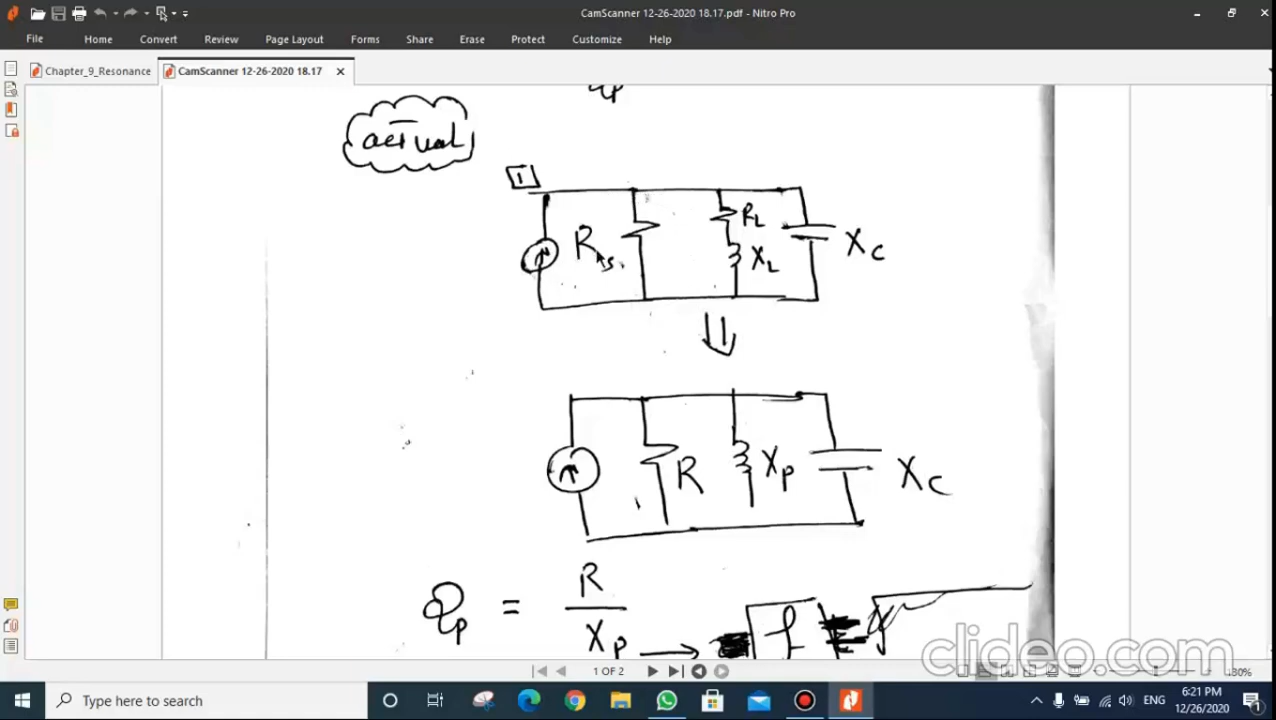 CamScanner 12-26-2020 18.17.pdf - Nitro Pro
File Home Convert Review Page Layout Forms Share Erase Protect Customize Help
Chapter_9_Resonance CamScanner 12-26-2020 18.17
Qp
actual
1
Rs
RL
XL
XC
R
Xp
XC
Qp = R
Xp
f
clideo.com
1 OF 2
Type here to search
ENG
6:21 PM
12/26/2020